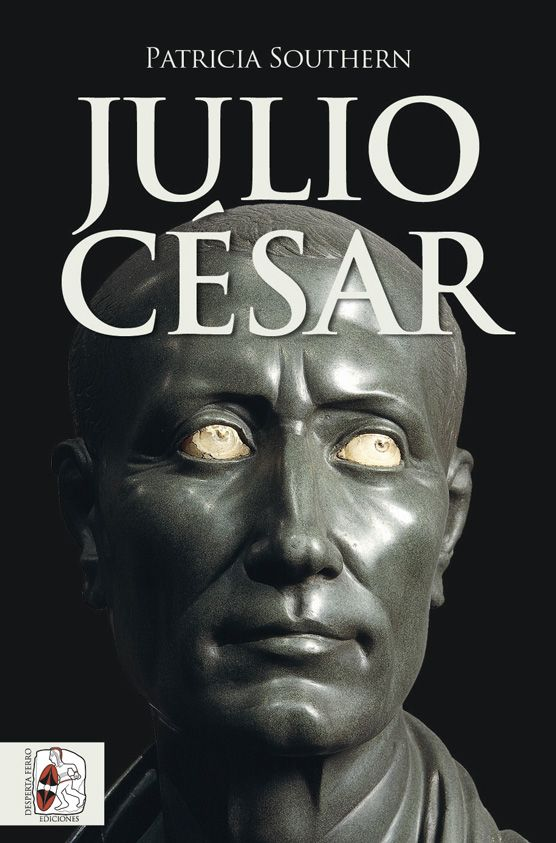 PATRICIA SOUTHERN
JULIO
CÉSAR
DESPERTA FERRO
EDICIONES